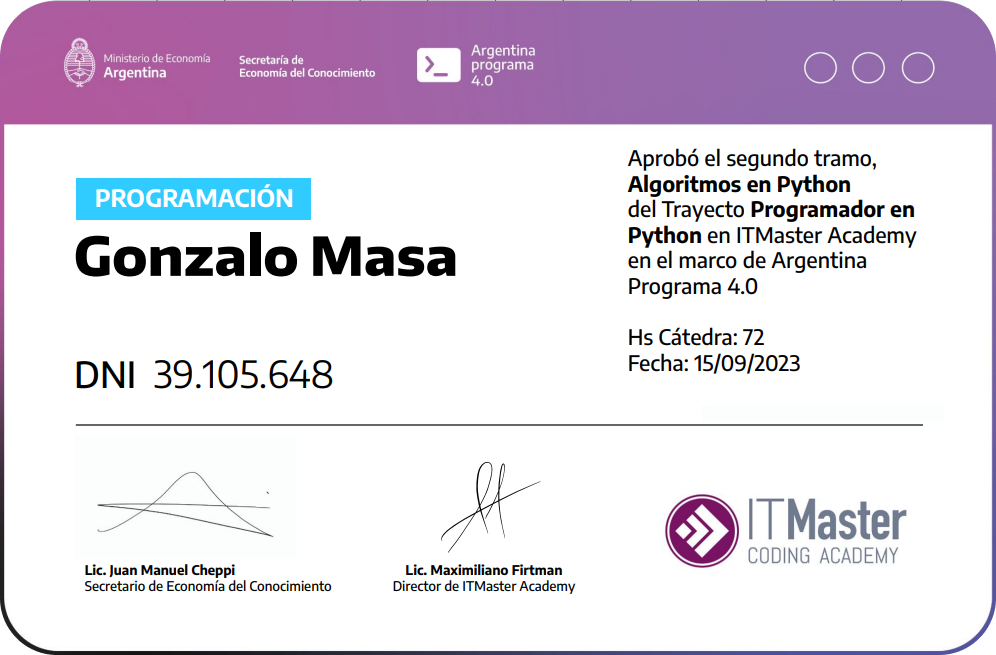 Ministerio de Economía
Argentina
Secretaría de
Economía del Conocimiento
Argentina
programa
4.0
PROGRAMACIÓN
Gonzalo Masa
DNI 39.105.648
Aprobó el segundo tramo,
Algoritmos en Python
del Trayecto Programador en
Python en ITMaster Academy
en el marco de Argentina
Programa 4.0
Hs Cátedra: 72
Fecha: 15/09/2023
Lic. Juan Manuel Cheppi
Secretario de Economía del Conocimiento
Lic. Maximiliano Firtman
Director de ITMaster Academy
ITMaster
CODING ACADEMY